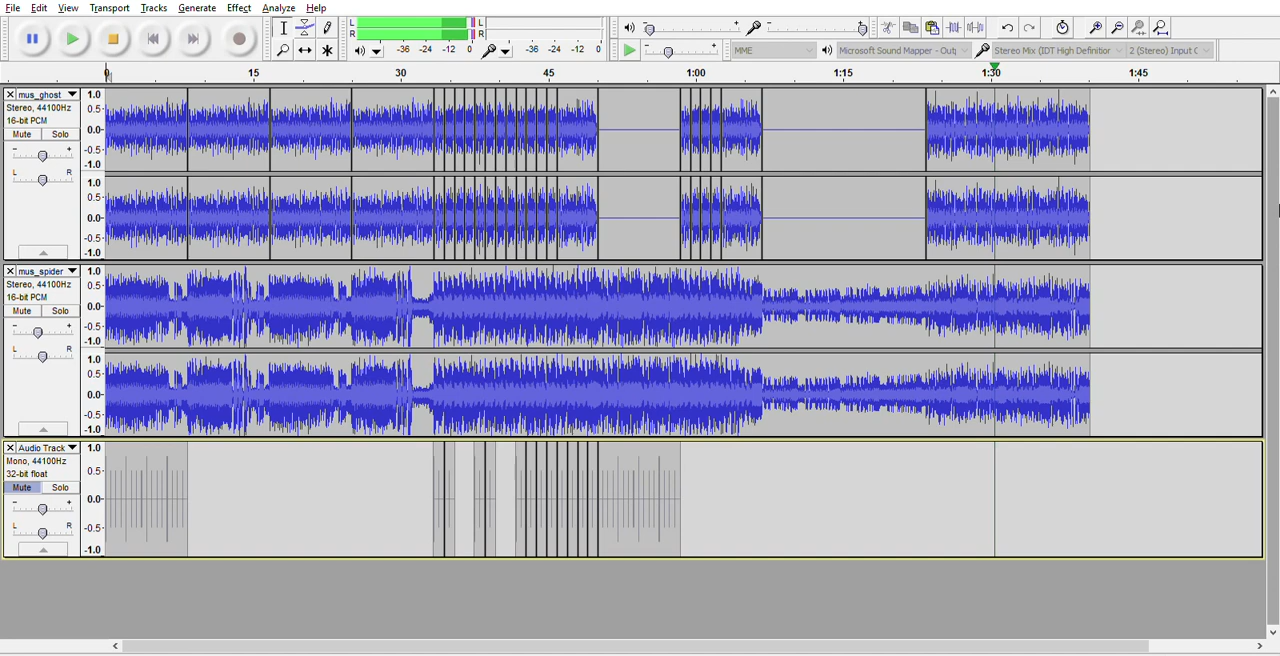 File Edit View Transport Tracks Generate Effect Analyze Help
L L
R R
-36 -24 -12 0 -36 -24 -12 0
MME Microsoft Sound Mapper - Outp Stereo Mix (IDT High Definition 2 (Stereo) Input C
0 15 30 45 1:00 1:15 1:30 1:45
mus_ghost
Stereo, 44100Hz
16-bit PCM
Mute Solo
- +
L R
1.0
0.5
0.0
-0.5
-1.0
1.0
0.5
0.0
-0.5
-1.0
mus_spider
Stereo, 44100Hz
16-bit PCM
Mute Solo
- +
L R
1.0
0.5
0.0
-0.5
-1.0
1.0
0.5
0.0
-0.5
-1.0
Audio Track
Mono, 44100Hz
32-bit float
Mute Solo
- +
L R
1.0
0.5
0.0
-0.5
-1.0